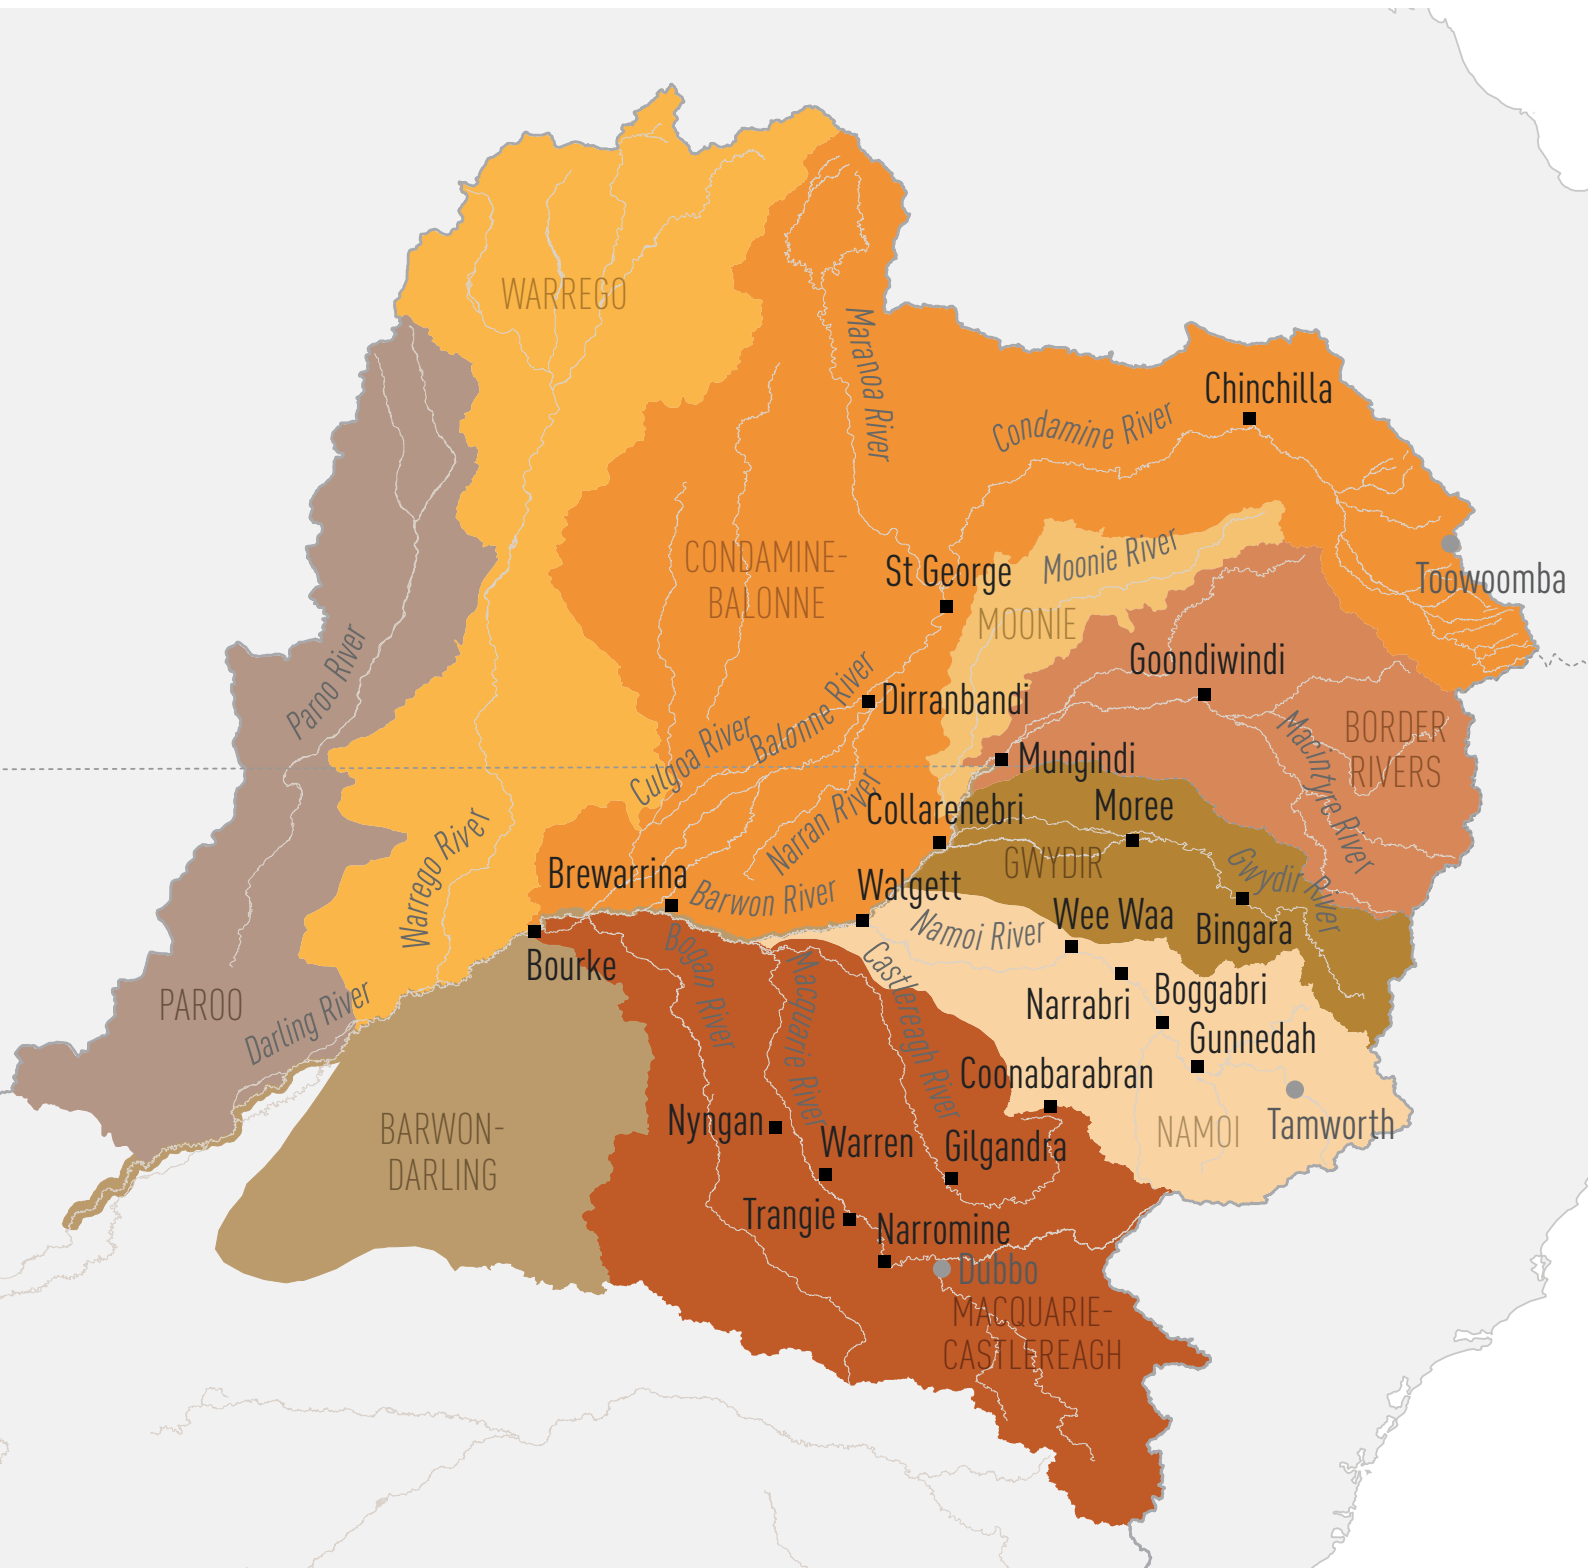 WARREGO
Maranoa River
Chinchilla
Condamine River
CONDAMINE-
BALONNE
Moonie River
St George
Toowoomba
MOONIE
Paroo River
Goondiwindi
Balonne River
Dirranbandi
Culgoa River
Macintyre River
BORDER
RIVERS
Mungindi
Narran River
Collarenebri
Moree
Warrego River
GWYDIR
Gwydir River
Brewarrina
Barwon River
Walgett
Namoi River
Wee Waa
Bingara
Bourke
Bogan River
Macquarie River
Castlereagh River
Narrabri
Boggabri
PAROO
Darling River
Gunnedah
Coonabarabran
BARWON-
DARLING
Nyngan
Warren
Gilgandra
NAMOI
Tamworth
Trangie
Narromine
Dubbo
MACQUARIE-
CASTLEREAGH